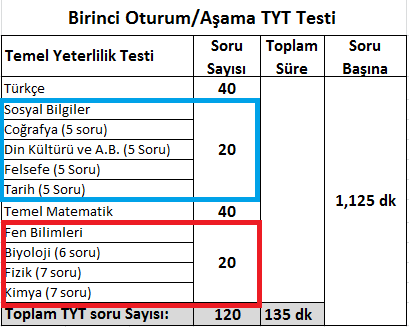 Birinci Oturum/Aşama TYT Testi
Temel Yeterlilik Testi
Soru Sayısı
Toplam Süre
Soru Başına
Türkçe 40
Sosyal Bilgiler
Coğrafya (5 soru)
Din Kültürü ve A.B. (5 Soru)
Felsefe (5 Soru)
Tarih (5 Soru)
20
Temel Matematik 40
Fen Bilimleri
Biyoloji (6 soru)
Fizik (7 soru)
Kimya (7 soru)
20
1,125 dk
Toplam TYT soru Sayısı: 120 135 dk